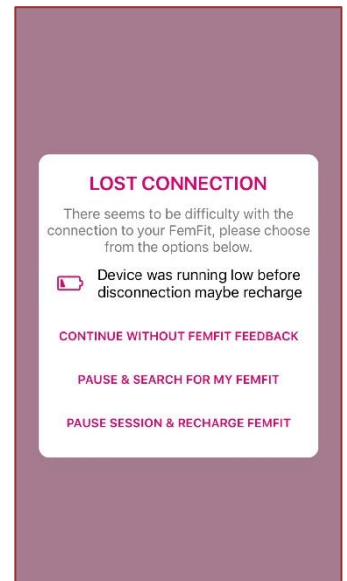 LOST CONNECTION
There seems to be difficulty with the
connection to your FemFit, please choose
from the options below.
Device was running low before
disconnection maybe recharge
CONTINUE WITHOUT FEMFIT FEEDBACK
PAUSE & SEARCH FOR MY FEMFIT
PAUSE SESSION & RECHARGE FEMFIT